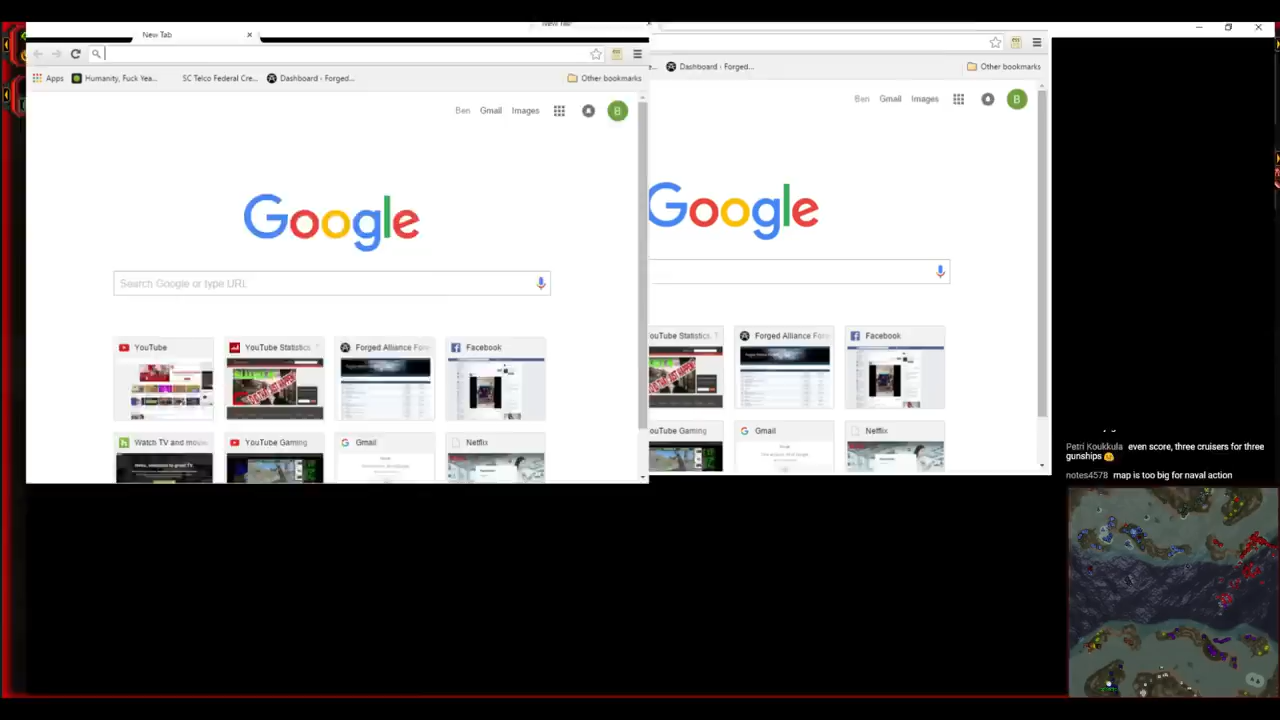 New Tab
Apps
Humanity, Fuck Yea...
SC Telco Federal Cre...
Dashboard › Forged...
Other bookmarks
Ben
Gmail
Images
B
Google
Search Google or type URL
YouTube
YouTube Statistics, T
Forged Alliance Fore
Facebook
Watch TV and movie
YouTube Gaming
Gmail
Netflix
Dashboard › Forged...
Other bookmarks
Ben
Gmail
Images
B
Google
ouTube Statistics, T
Forged Alliance Fore
Facebook
ouTube Gaming
Gmail
Netflix
Petri Koukkula even score, three cruisers for three
gunships
notes4578 map is too big for naval action